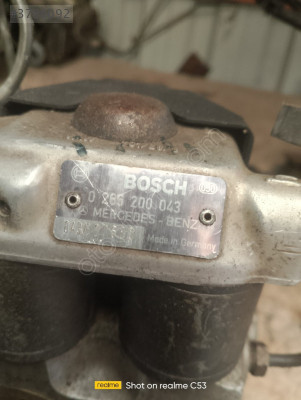 BOSCH
0 265 200 043
MERCEDES-BENZ
Made in Germany
realme
Shot on realme C53